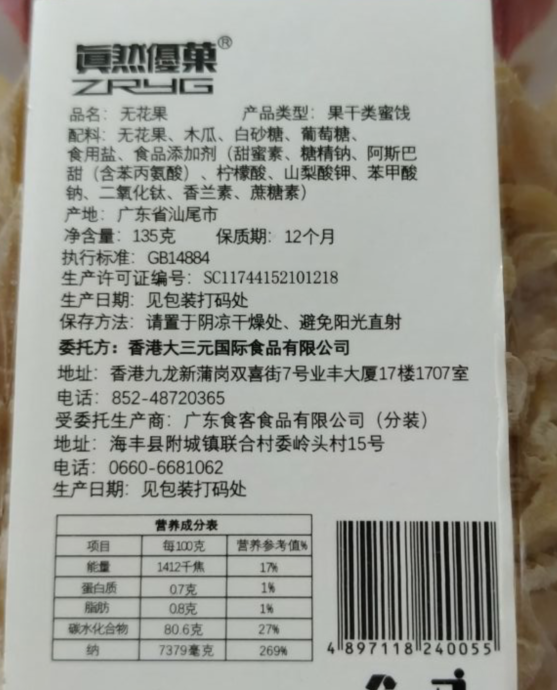 真然優菓®
ZRYG
品名：无花果 产品类型：果干类蜜饯
配料：无花果、木瓜、白砂糖、葡萄糖、
食用盐、食品添加剂（甜蜜素、糖精钠、阿斯巴
甜（含苯丙氨酸）、柠檬酸、山梨酸钾、苯甲酸
钠、二氧化钛、香兰素、蔗糖素）
产地：广东省汕尾市
净含量：135克 保质期：12个月
执行标准：GB14884
生产许可证编号：SC11744152101218
生产日期：见包装打码处
保存方法：请置于阴凉干燥处、避免阳光直射
委托方：香港大三元国际食品有限公司
地址：香港九龙新蒲岗双喜街7号业丰大厦17楼1707室
电话：852-48720365
受委托生产商：广东食客食品有限公司（分装）
地址：海丰县附城镇联合村委岭头村15号
电话：0660-6681062
生产日期：见包装打码处
营养成分表
项目 每100克 营养参考值%
能量 1412千焦 17%
蛋白质 0.7克 1%
脂肪 0.8克 1%
碳水化合物 80.6克 27%
纳 7379毫克 269%
4 897118 240055